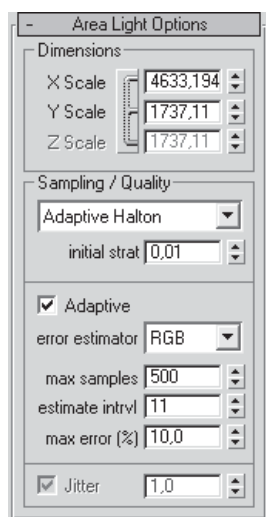 - Area Light Options
Dimensions
X Scale 4633,194
Y Scale 1737,11
Z Scale 1737,11
Sampling / Quality
Adaptive Halton
initial strat 0,01
Adaptive
error estimator RGB
max samples 500
estimate intrvl 11
max error (%) 10,0
Jitter 1,0